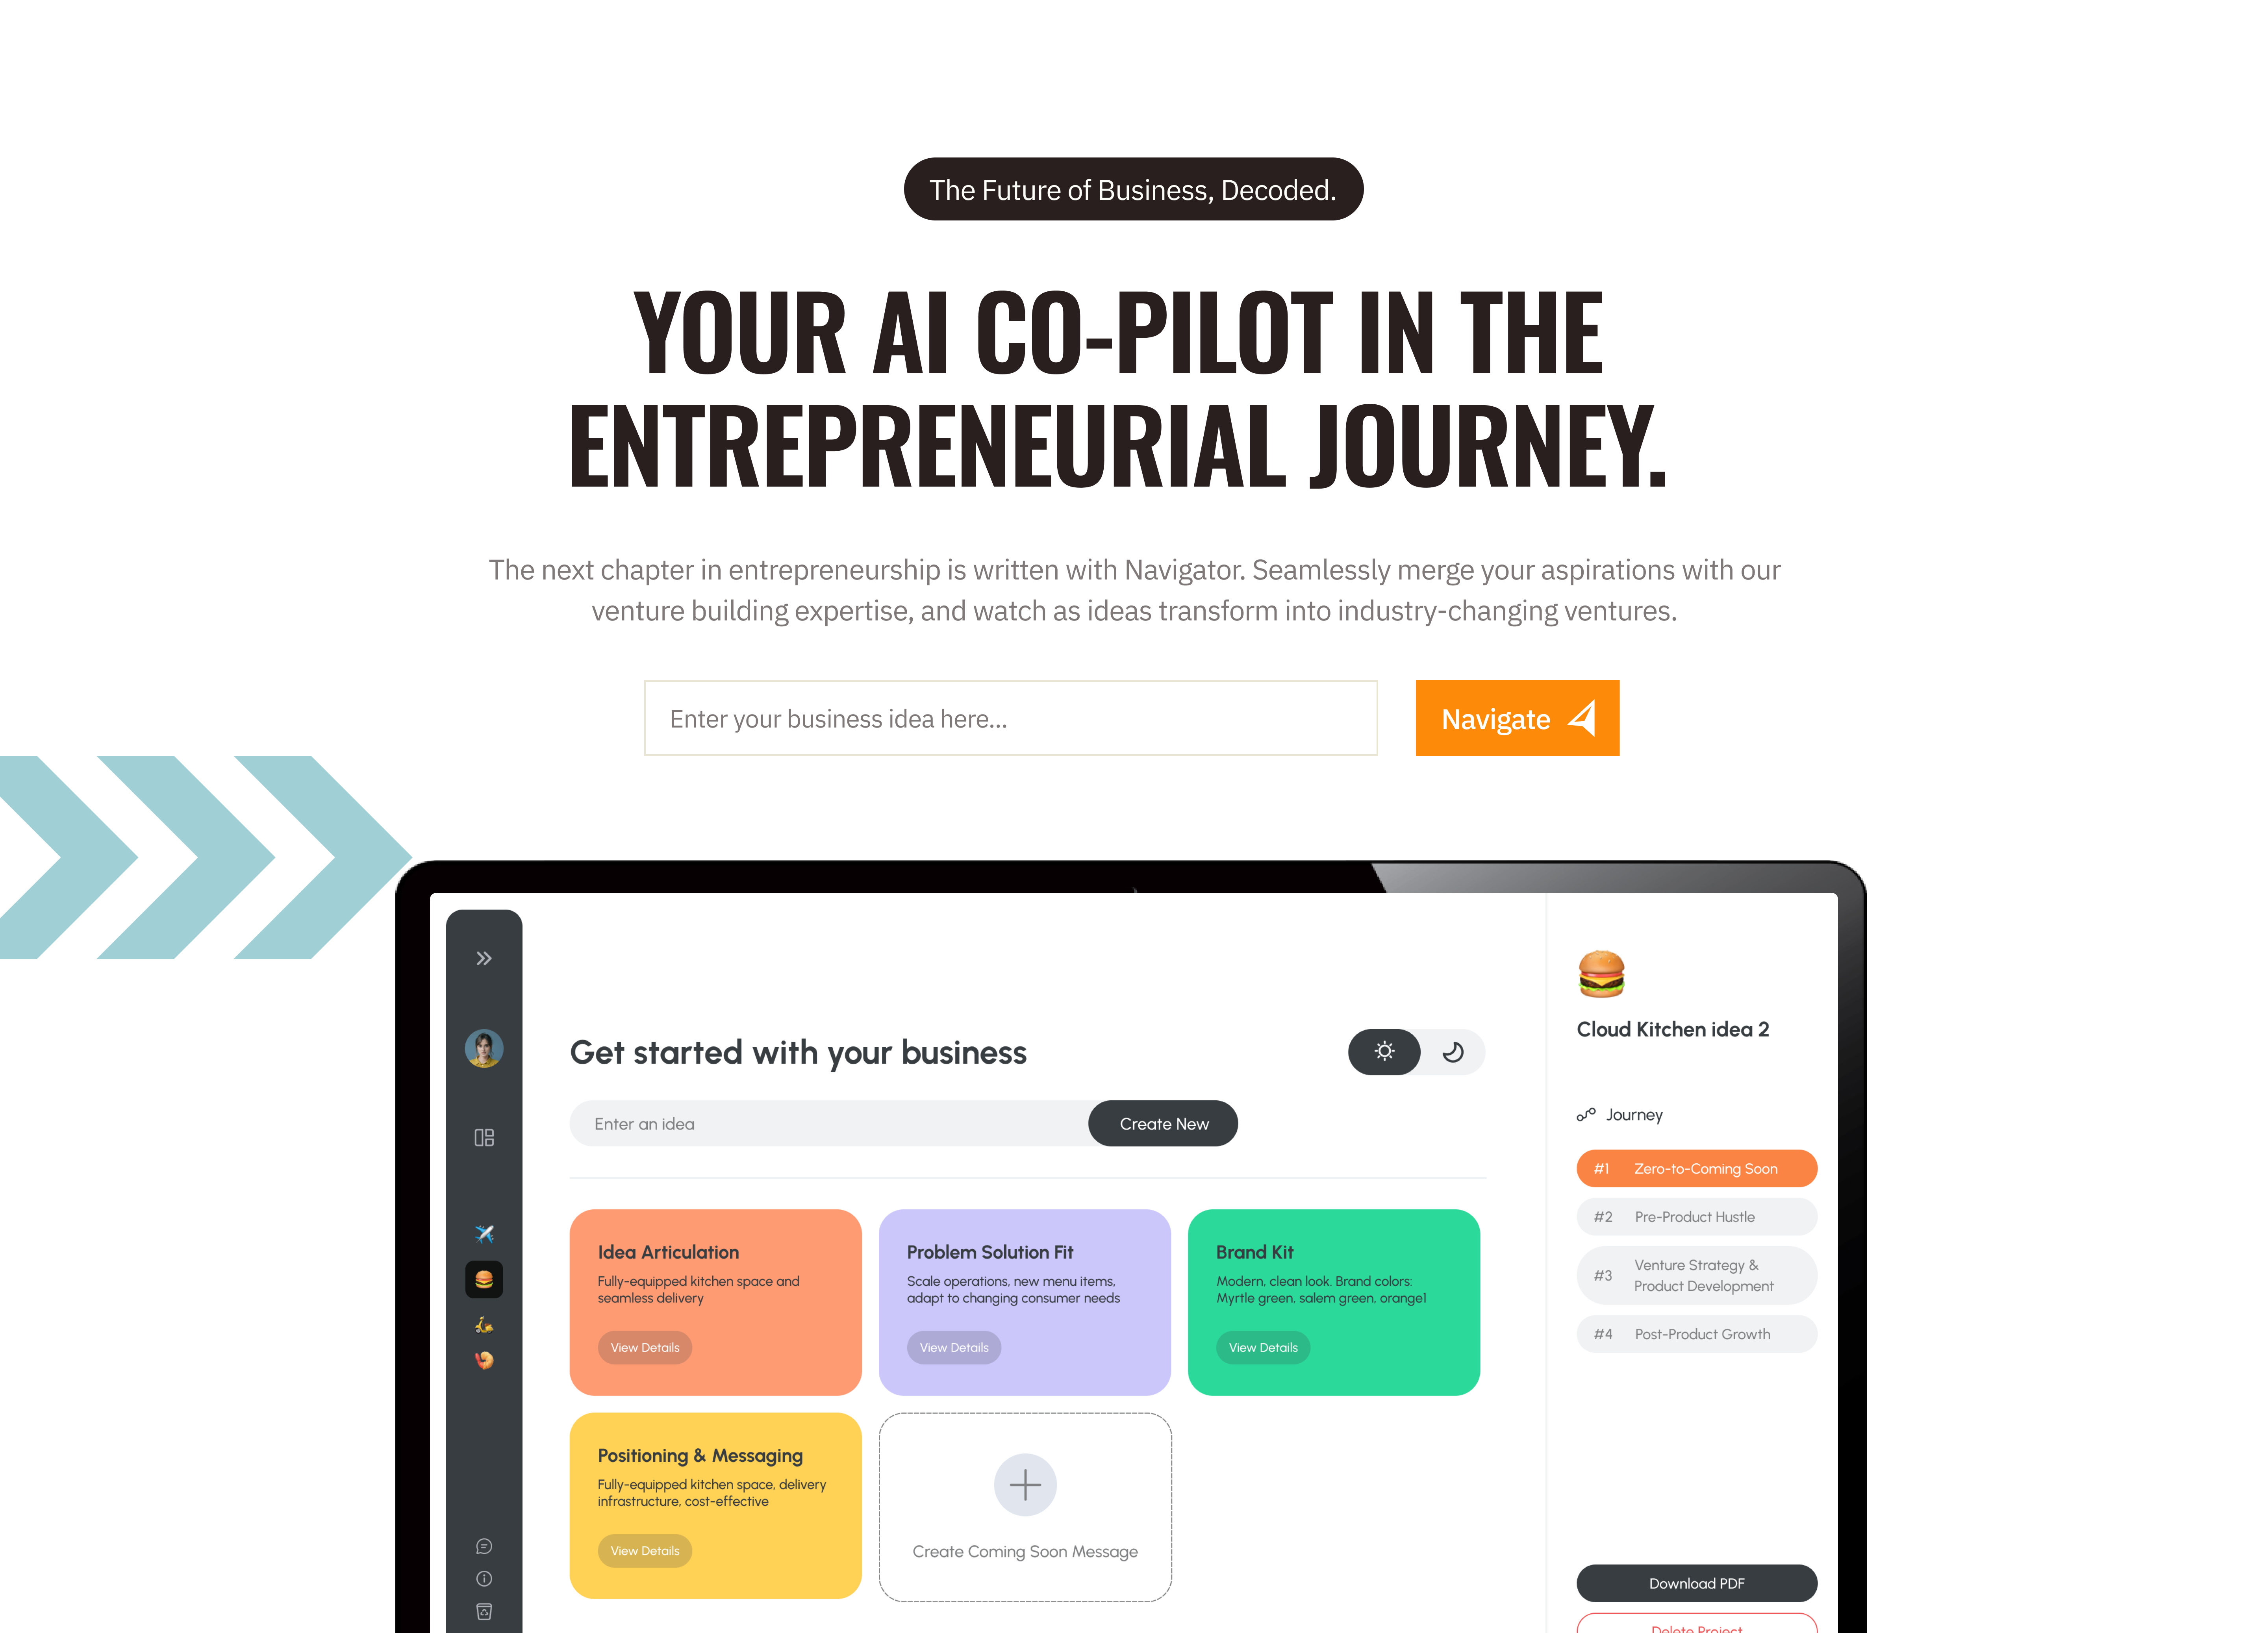 The Future of Business, Decoded.
YOUR AI CO-PILOT IN THE
ENTREPRENEURIAL JOURNEY.
The next chapter in entrepreneurship is written with Navigator. Seamlessly merge your aspirations with our
venture building expertise, and watch as ideas transform into industry-changing ventures.
Enter your business idea here...
Navigate
Get started with your business
Enter an idea
Create New
Idea Articulation
Fully-equipped kitchen space and
seamless delivery
View Details
Problem Solution Fit
Scale operations, new menu items,
adapt to changing consumer needs
View Details
Brand Kit
Modern, clean look. Brand colors:
Myrtle green, salem green, orange1
View Details
Positioning & Messaging
Fully-equipped kitchen space, delivery
infrastructure, cost-effective
View Details
Create Coming Soon Message
Cloud Kitchen idea 2
Journey
#1 Zero-to-Coming Soon
#2 Pre-Product Hustle
#3 Venture Strategy &
Product Development
#4 Post-Product Growth
Download PDF
Delete Project